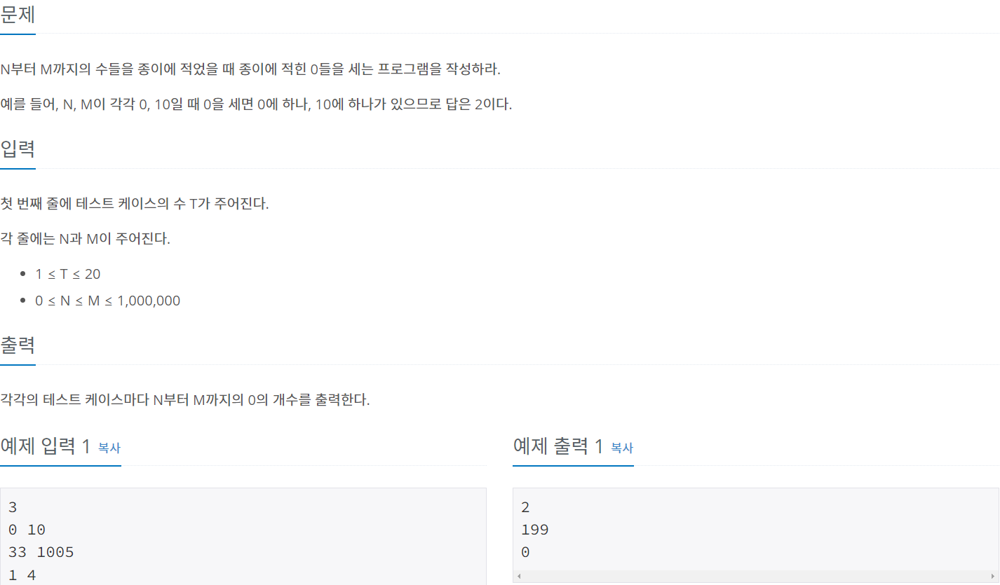 문제
N부터 M까지의 수들을 종이에 적었을 때 종이에 적힌 0들을 세는 프로그램을 작성하라.
예를 들어, N, M이 각각 0, 10일 때 0을 세면 0에 하나, 10에 하나가 있으므로 답은 2이다.
입력
첫 번째 줄에 테스트 케이스의 수 T가 주어진다.
각 줄에는 N과 M이 주어진다.
1 ≤ T ≤ 20
0 ≤ N ≤ M ≤ 1,000,000
출력
각각의 테스트 케이스마다 N부터 M까지의 0의 개수를 출력한다.
예제 입력 1 복사
3
0 10
33 1005
1 4
예제 출력 1 복사
2
199
0